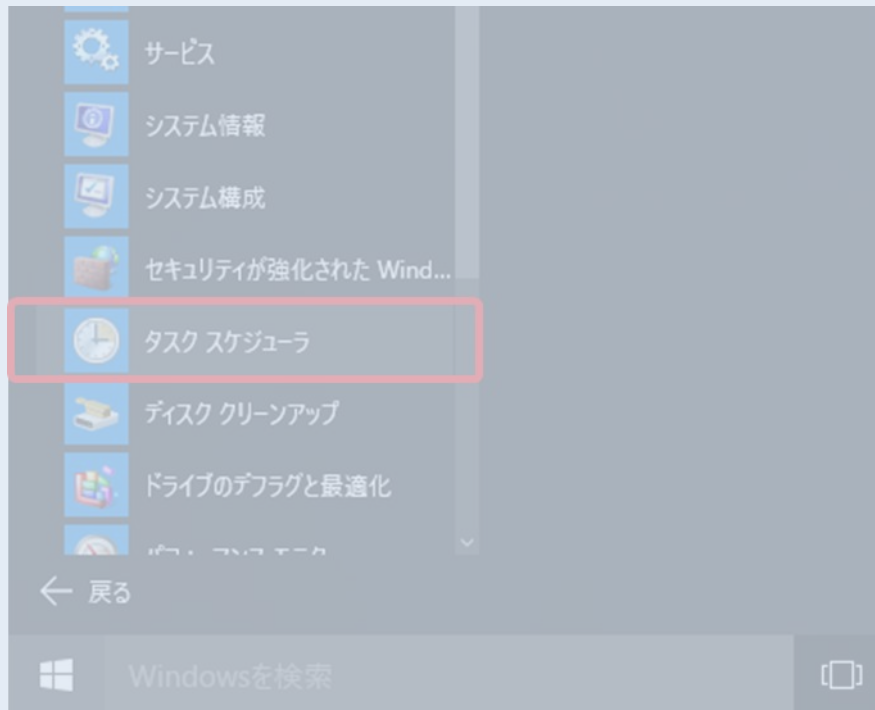 サービス
システム情報
システム構成
セキュリティが強化された Wind...
タスク スケジューラ
ディスク クリーンアップ
ドライブのデフラグと最適化
戻る
Windowsを検索